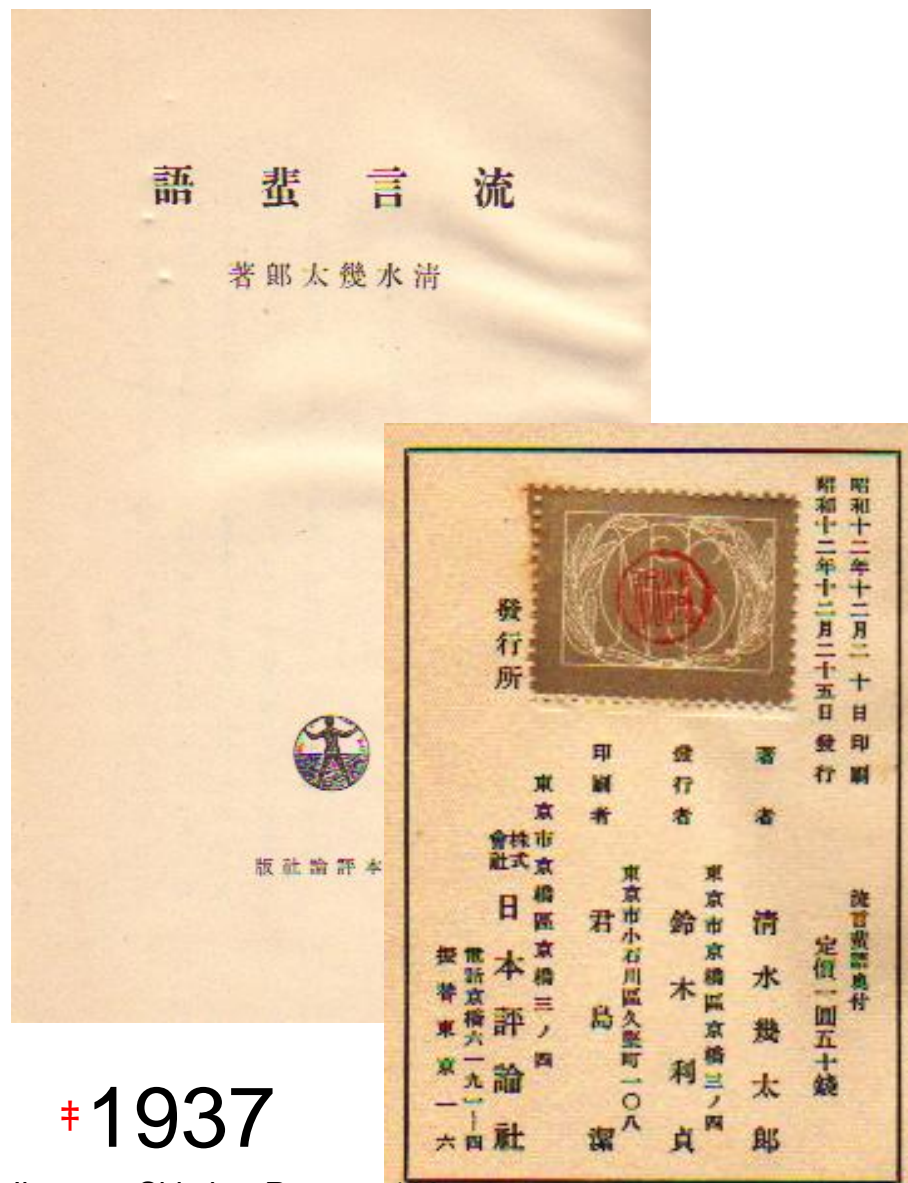 流言蜚語
清水幾太郎著
本評論社版
昭和十二年十二月二十日印刷
昭和十二年十二月二十五日發行
流言蜚語奧付
定價一圓五十錢
著者 清水幾太郎
東京市京橋區京橋三ノ四
發行者 鈴木利貞
東京市小石川區久堅町一〇八
印刷者 君島潔
發行所
東京市京橋區京橋三ノ四
株式會社日本評論社
電話京橋六一九一―四
振替東京一六
‡1937